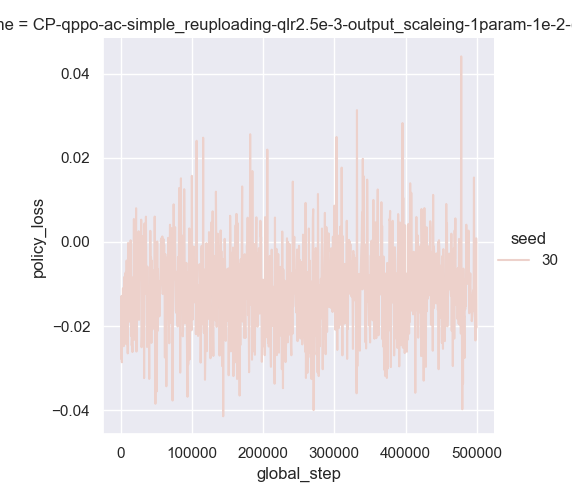 ne = CP-qppo-ac-simple_reuploading-qlr2.5e-3-output_scaleing-1param-1e-2-
policy_loss
0.04
0.02
0.00
−0.02
−0.04
0 100000 200000 300000 400000 500000
global_step
seed
30